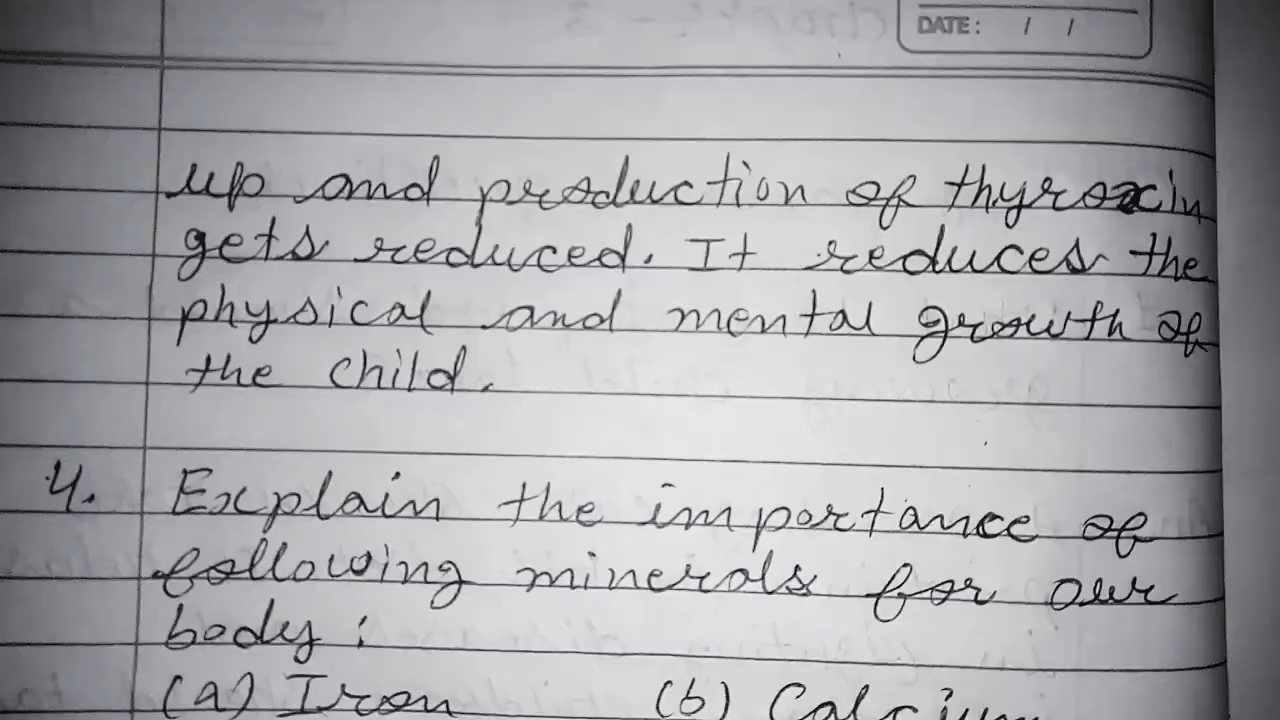 DATE: / /
up and production of thyroxin
gets reduced. It reduces the
physical and mental growth of
the child.
4. Explain the importance of
following minerals for our
body :
(a) Iron (b) Calcium